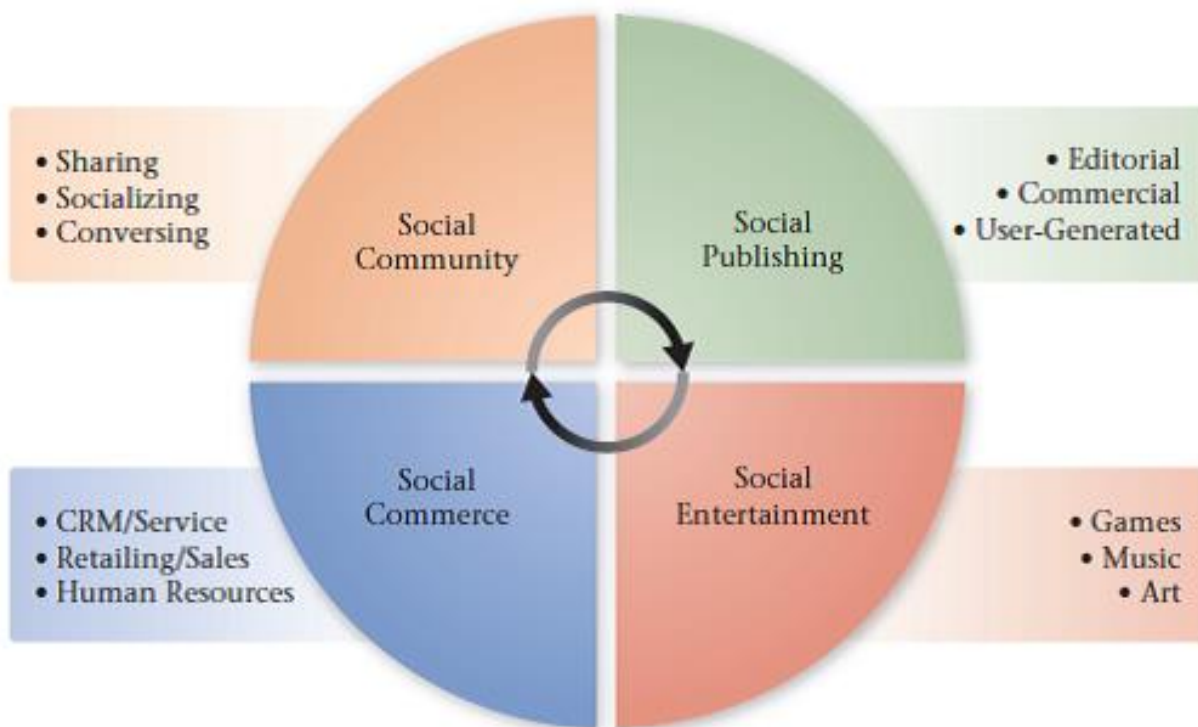 • Sharing
• Socializing
• Conversing
Social
Community
Social
Publishing
• Editorial
• Commercial
• User-Generated
• CRM/Service
• Retailing/Sales
• Human Resources
Social
Commerce
Social
Entertainment
• Games
• Music
• Art